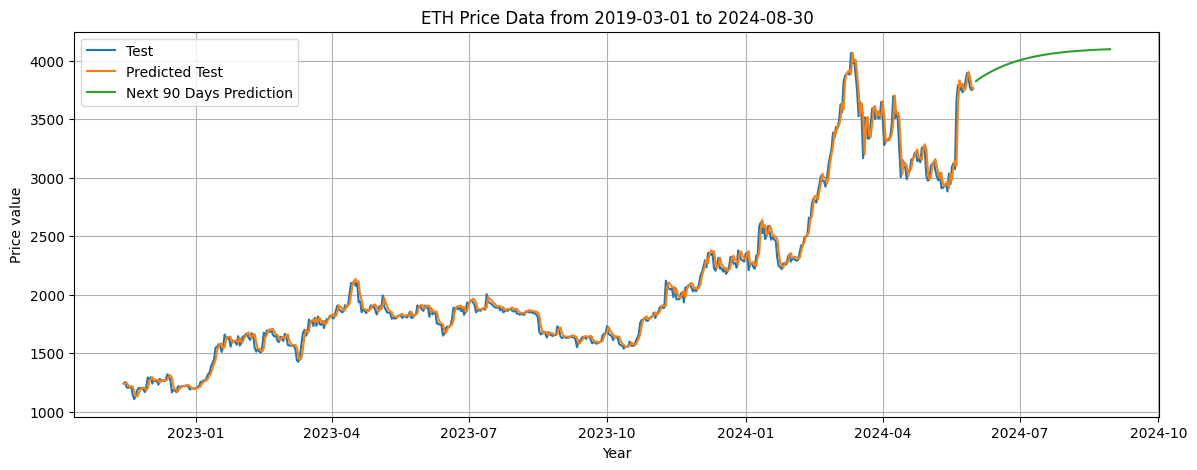 ETH Price Data from 2019-03-01 to 2024-08-30
Test
Predicted Test
Next 90 Days Prediction
4000
3500
3000
2500
2000
1500
1000
Price value
2023-01 2023-04 2023-07 2023-10 2024-01 2024-04 2024-07 2024-10
Year